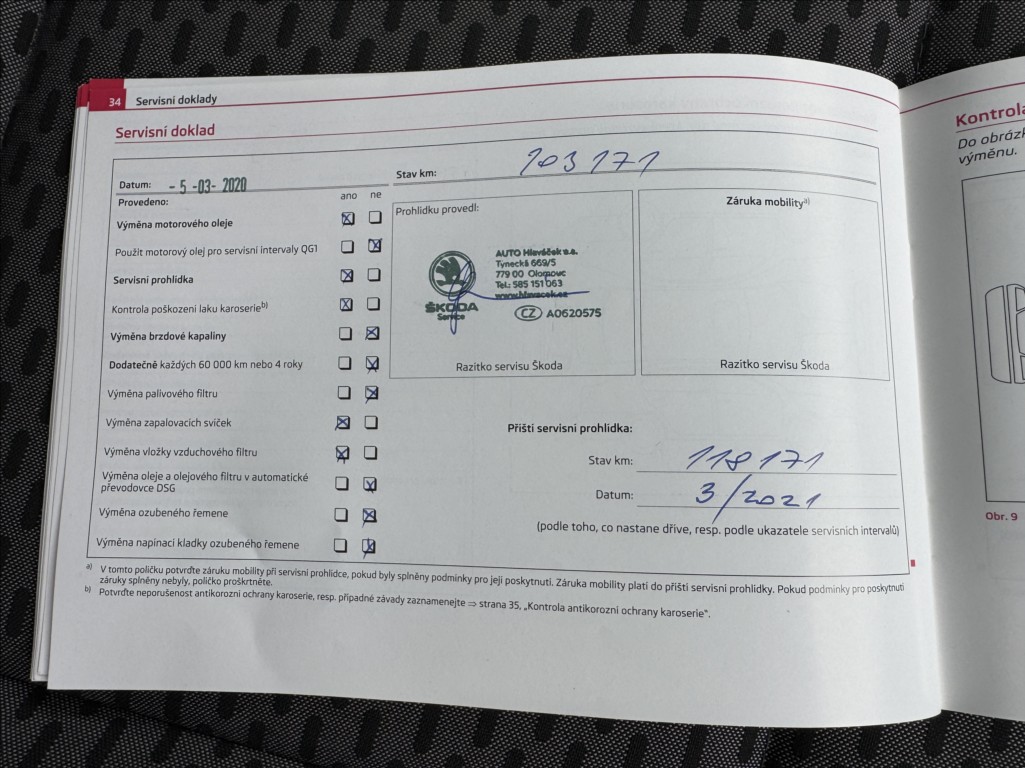 34 Servisní doklady
Servisní doklad
Datum: - 5 -03- 2020
Stav km: 103 171
Provedeno: ano ne
Výměna motorového oleje
Použit motorový olej pro servisní intervaly QG1
Servisní prohlídka
Kontrola poškození laku karoserie b)
Výměna brzdové kapaliny
Dodatečně každých 60 000 km nebo 4 roky
Výměna palivového filtru
Výměna zapalovacích svíček
Výměna vložky vzduchového filtru
Výměna oleje a olejového filtru v automatické
převodovce DSG
Výměna ozubeného řemene
Výměna napínací kladky ozubeného řemene
Prohlídku provedl:
AUTO Hlaváček a.s.
Týnecká 669/5
779 00 Olomouc
Tel.: 585 151 063
www.hlavacek.cz
ŠKODA
Service
CZ A0620575
Razítko servisu Škoda
Záruka mobility a)
Razítko servisu Škoda
Příští servisní prohlídka:
Stav km: 118 171
Datum: 3/2021
(podle toho, co nastane dříve, resp. podle ukazatele servisních intervalů)
a) V tomto políčku potvrďte záruku mobility při servisní prohlídce, pokud byly splněny podmínky pro její poskytnutí. Záruka mobility platí do příští servisní prohlídky. Pokud podmínky pro poskytnutí
záruky splněny nebyly, políčko proškrtněte.
b) Potvrďte neporušenost antikorozní ochrany karoserie, resp. případné závady zaznamenejte ⇒ strana 35, „Kontrola antikorozní ochrany karoserie“.
Kontrola
Do obrázk
výměnu.
Obr. 9